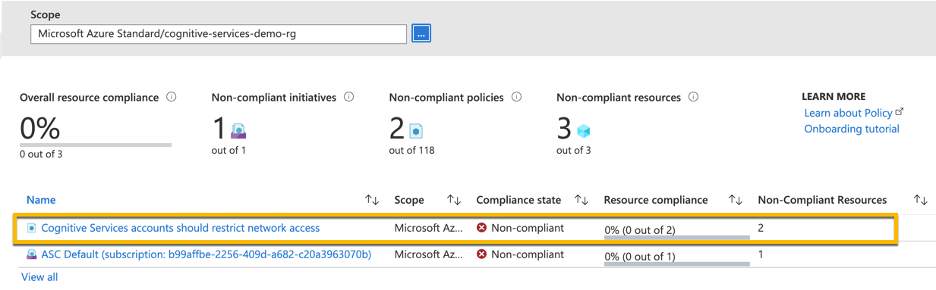 Scope
Microsoft Azure Standard/cognitive-services-demo-rg
...
Overall resource compliance
Non-compliant initiatives
Non-compliant policies
Non-compliant resources
LEARN MORE
0%
1
2
3
Learn about Policy
Onboarding tutorial
0 out of 3
out of 1
out of 118
out of 3
Name Scope Compliance state Resource compliance Non-Compliant Resources
Cognitive Services accounts should restrict network access Microsoft Az... Non-compliant 0% (0 out of 2) 2
ASC Default (subscription: b99affbe-2256-409d-a682-c20a3963070b) Microsoft Az... Non-compliant 0% (0 out of 1) 1
View all